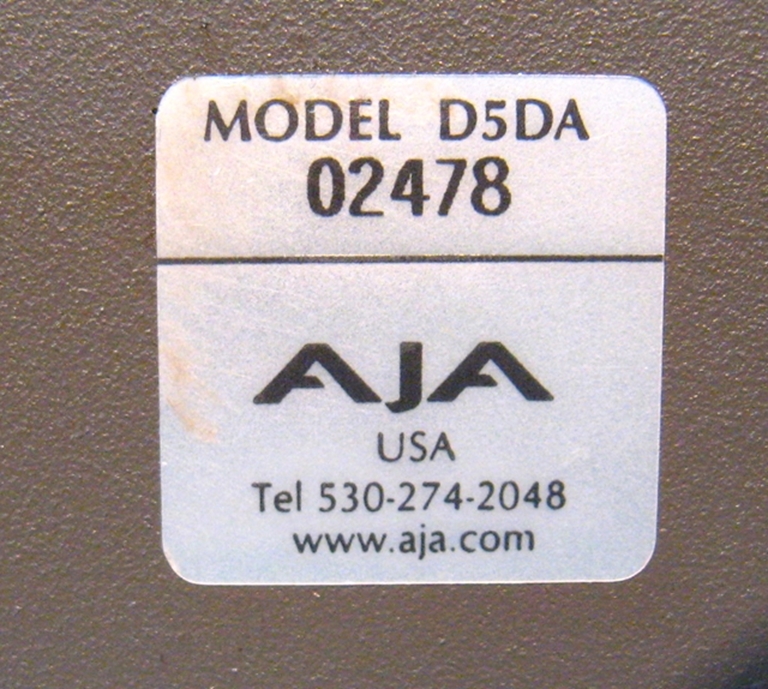 MODEL D5DA
02478
AJA
USA
Tel 530-274-2048
www.aja.com